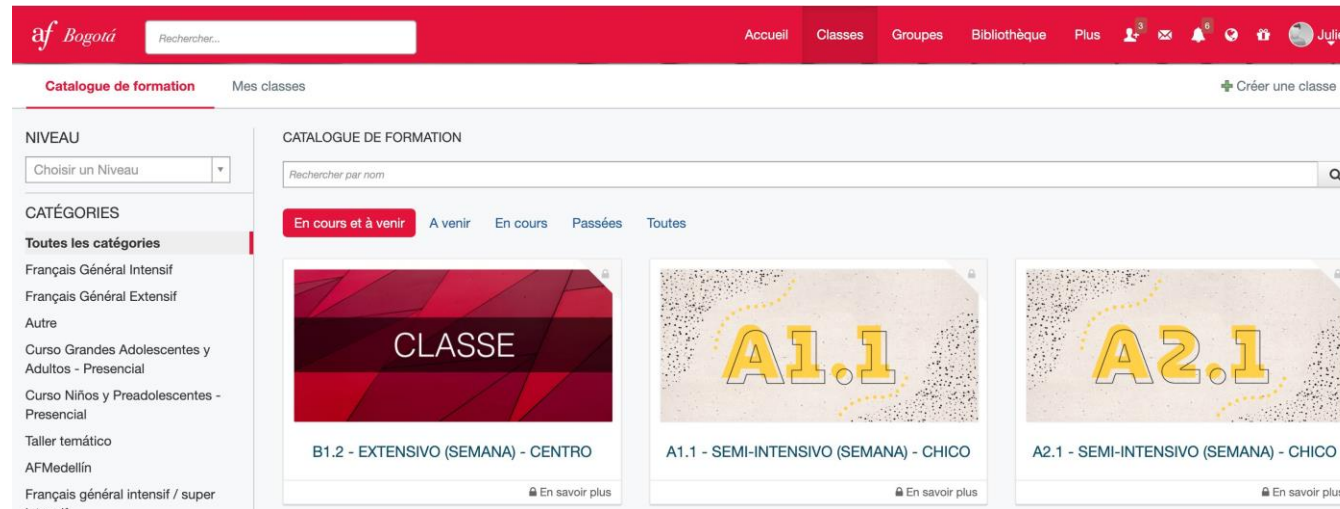 af Bogotá
Rechercher...
Accueil Classes Groupes Bibliothèque Plus 3 6
Catalogue de formation Mes classes
Créer une classe
NIVEAU
Choisir un Niveau
CATÉGORIES
Toutes les catégories
Français Général Intensif
Français Général Extensif
Autre
Curso Grandes Adolescentes y
Adultos - Presencial
Curso Niños y Preadolescentes -
Presencial
Taller temático
AFMedellín
Français général intensif / super
CATALOGUE DE FORMATION
Rechercher par nom
En cours et à venir A venir En cours Passées Toutes
CLASSE
B1.2 - EXTENSIVO (SEMANA) - CENTRO
En savoir plus
A1.1
A1.1 - SEMI-INTENSIVO (SEMANA) - CHICO
En savoir plus
A2.1
A2.1 - SEMI-INTENSIVO (SEMANA) - CHICO
En savoir plus